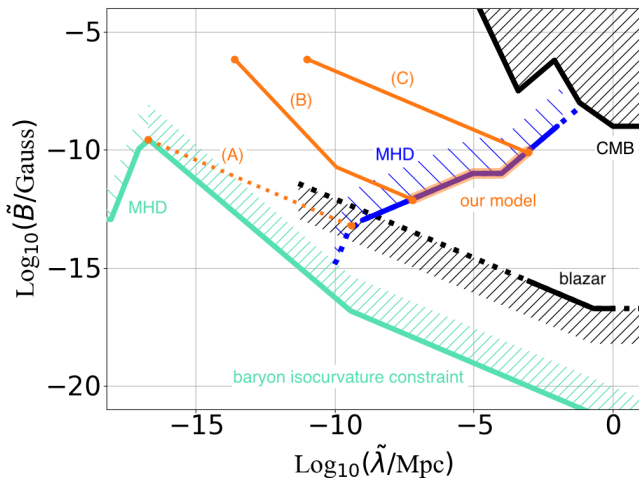 −5
−10
−15
−20
Log₁₀(B̃/Gauss)
(C)
(B)
(A)
MHD
CMB
MHD
our model
blazar
baryon isocurvature constraint
−15
−10
−5
0
Log₁₀(λ̃/Mpc)